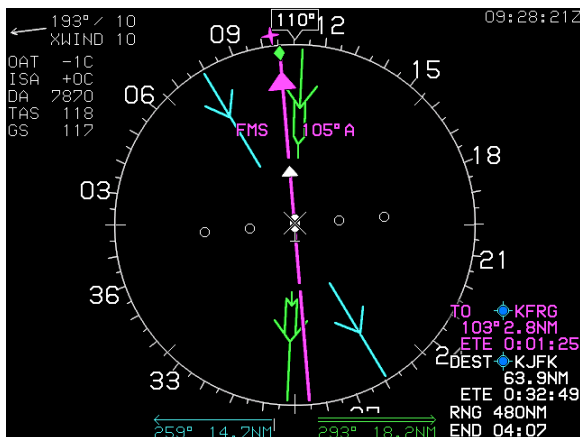 193°/ 10
XWIND 10
OAT -1C
ISA +0C
DA 7870
TAS 118
GS 117
110°
09:28:21Z
09
12
06
15
FMS 105°A
18
03
21
36
33
TO KFRG
103° 2.8NM
ETE 0:01:25
DEST KJFK
63.9NM
ETE 0:32:49
RNG 480NM
END 04:07
259° 14.7NM
293° 18.2NM